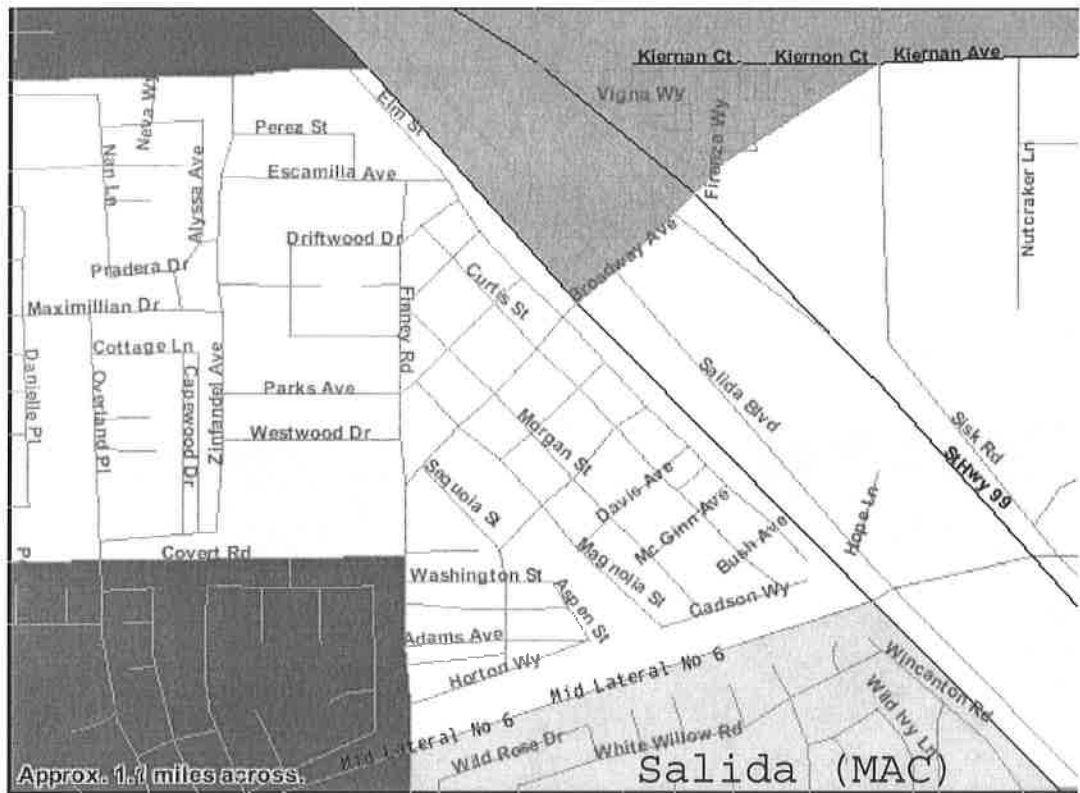 Kiernan Ct
Kiernon Ct
Kiernan Ave
Vigna Wy
Firenza Wy
Nutcraker Ln
Elm St
Neva Wy
Perez St
Nan Ln
Alyssa Ave
Escamilla Ave
Driftwood Dr
Pradera Dr
Broadway Ave
Curtis St
Maximillian Dr
Finney Rd
Cottage Ln
Danielle Pl
Overland Pl
Capewood Dr
Zinfandel Ave
Parks Ave
Westwood Dr
Salida Blvd
Sisk Rd
St Hwy 99
Morgan St
Sequoia St
Davis Ave
Mc Ginn Ave
Bush Ave
Hope Ln
Magnolia St
P
Covert Rd
Washington St
Aspen St
Carlson Wy
Adams Ave
Horton Wy
Mid Lateral No 6
Mid Lateral No 6
Wincanton Rd
Wild Ivy Ln
Wild Rose Dr
White Willow Rd
Salida (MAC)
miles across.
Approx.